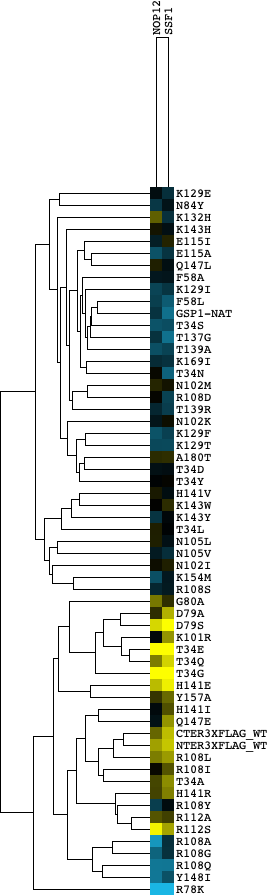 NOP12
SSF1
K129E
N84Y
K132H
K143H
E115I
E115A
Q147L
F58A
K129I
F58L
GSP1-NAT
T34S
T137G
T139A
K169I
T34N
N102M
R108D
T139R
N102K
K129F
K129T
A180T
T34D
T34Y
H141V
K143W
K143Y
T34L
N105L
N105V
N102I
K154M
R108S
G80A
D79A
D79S
K101R
T34E
T34Q
T34G
H141E
Y157A
H141I
Q147E
CTER3XFLAG_WT
NTER3XFLAG_WT
R108L
R108I
T34A
H141R
R108Y
R112A
R112S
R108A
R108G
R108Q
Y148I
R78K